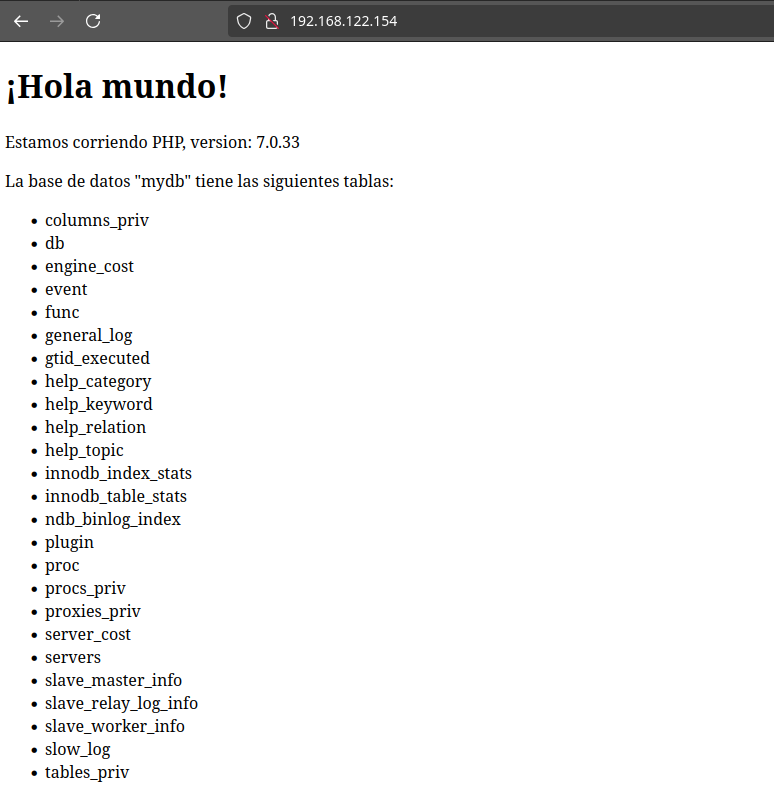 192.168.122.154
¡Hola mundo!
Estamos corriendo PHP, version: 7.0.33
La base de datos "mydb" tiene las siguientes tablas:
• columns_priv
• db
• engine_cost
• event
• func
• general_log
• gtid_executed
• help_category
• help_keyword
• help_relation
• help_topic
• innodb_index_stats
• innodb_table_stats
• ndb_binlog_index
• plugin
• proc
• procs_priv
• proxies_priv
• server_cost
• servers
• slave_master_info
• slave_relay_log_info
• slave_worker_info
• slow_log
• tables_priv